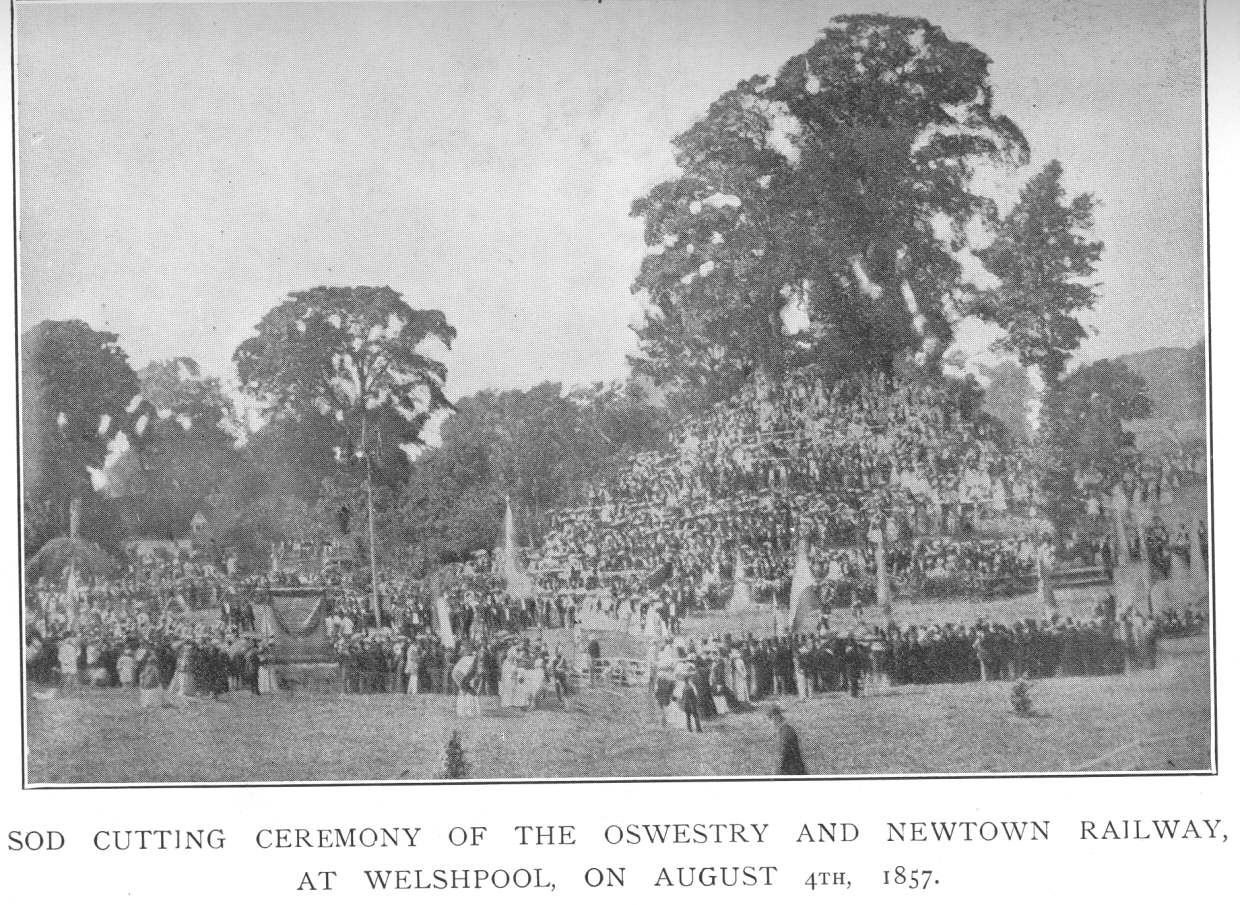 SOD CUTTING CEREMONY OF THE OSWESTRY AND NEWTOWN RAILWAY,
AT WELSHPOOL, ON AUGUST 4TH, 1857.